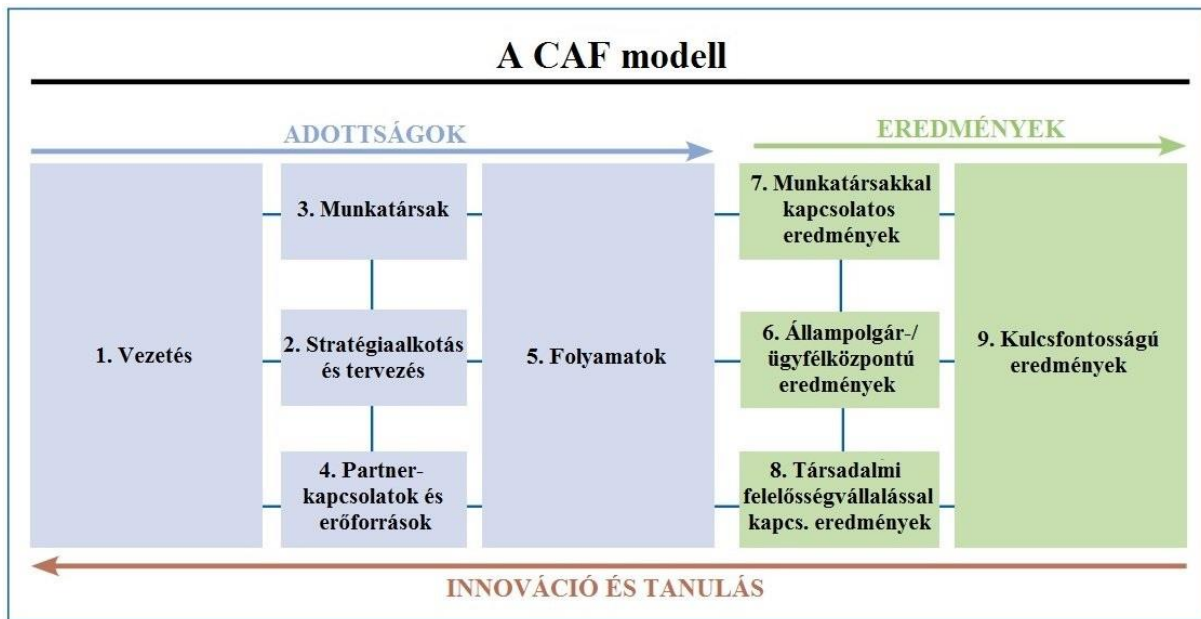 A CAF modell
ADOTTSÁGOK
EREDMÉNYEK
1. Vezetés
3. Munkatársak
2. Stratégiaalkotás
és tervezés
4. Partner-
kapcsolatok és
erőforrások
5. Folyamatok
7. Munkatársakkal
kapcsolatos
eredmények
6. Állampolgár-/
ügyfélközpontú
eredmények
8. Társadalmi
felelősségvállalással
kapcs. eredmények
9. Kulcsfontosságú
eredmények
INNOVÁCIÓ ÉS TANULÁS